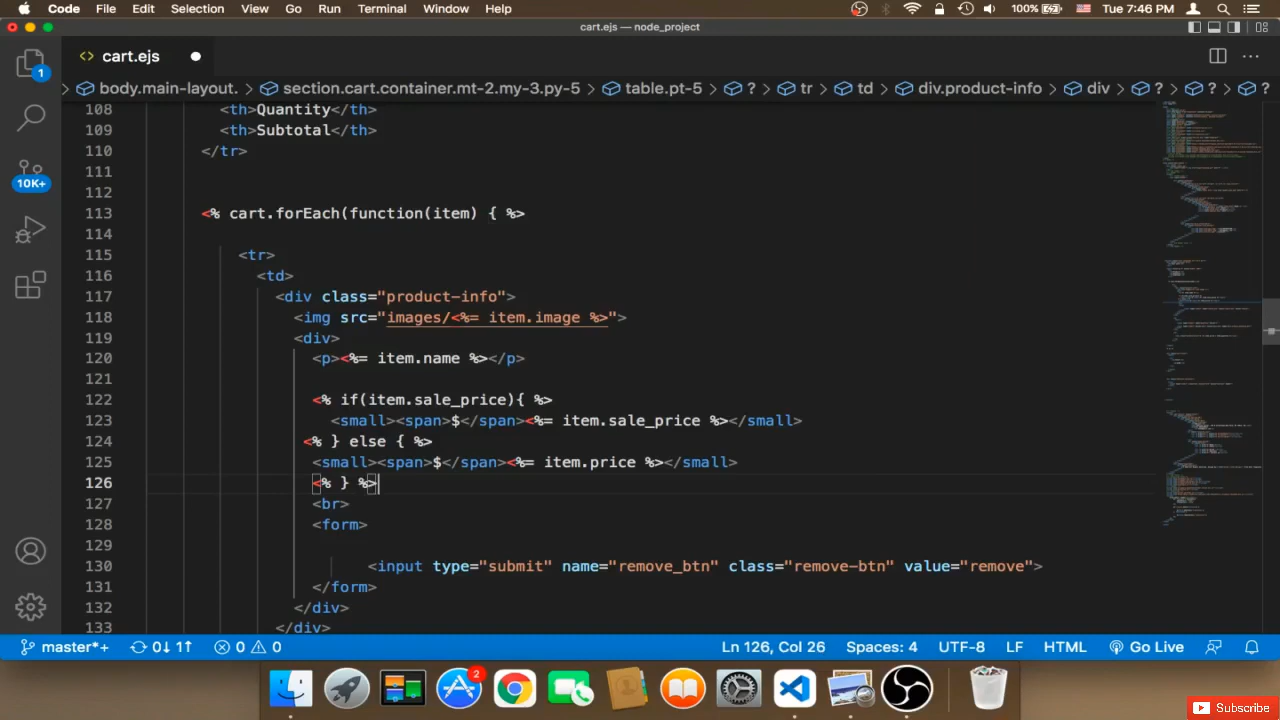 Code File Edit Selection View Go Run Terminal Window Help 100% Tue 7:46 PM
cart.ejs — node_project
<> cart.ejs
1
body.main-layout. > section.cart.container.mt-2.my-3.py-5 > table.pt-5 > ? > tr > td > div.product-info > div > ? > ? > ?
108 <th>Quantity</th>
109 <th>Subtotal</th>
110 </tr>
111
10K+
112
113 <% cart.forEach(function(item) { %>
114
115 <tr>
116 <td>
117 <div class="product-info">
118 <img src="images/<%= item.image %>">
119 <div>
120 <p><%= item.name %></p>
121
122 <% if(item.sale_price){ %>
123 <small><span>$</span><%= item.sale_price %></small>
124 <% } else { %>
125 <small><span>$</span><%= item.price %></small>
126 <% } %>
127 <br>
128 <form>
129
130 <input type="submit" name="remove_btn" class="remove-btn" value="remove">
131 </form>
132 </div>
133 </div>
master*+ 0↓ 1↑ 0 0 Ln 126, Col 26 Spaces: 4 UTF-8 LF HTML Go Live
2
Subscribe